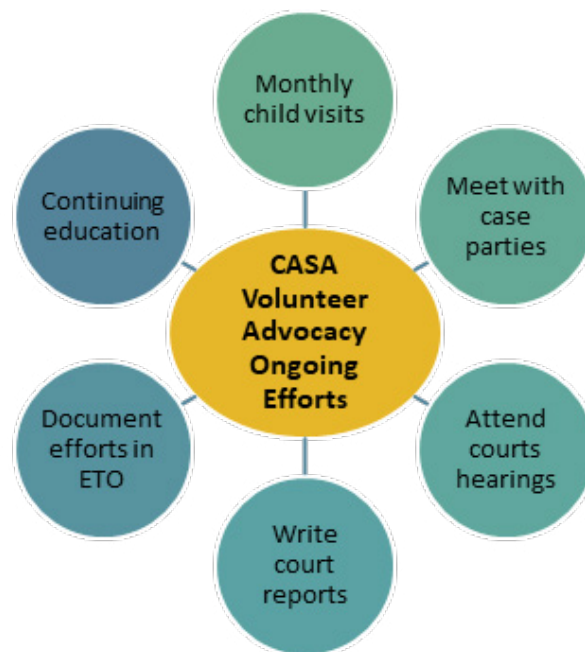 Monthly
child visits
Meet with
case
parties
Attend
courts
hearings
Write
court
reports
Document
efforts in
ETO
Continuing
education
CASA
Volunteer
Advocacy
Ongoing
Efforts